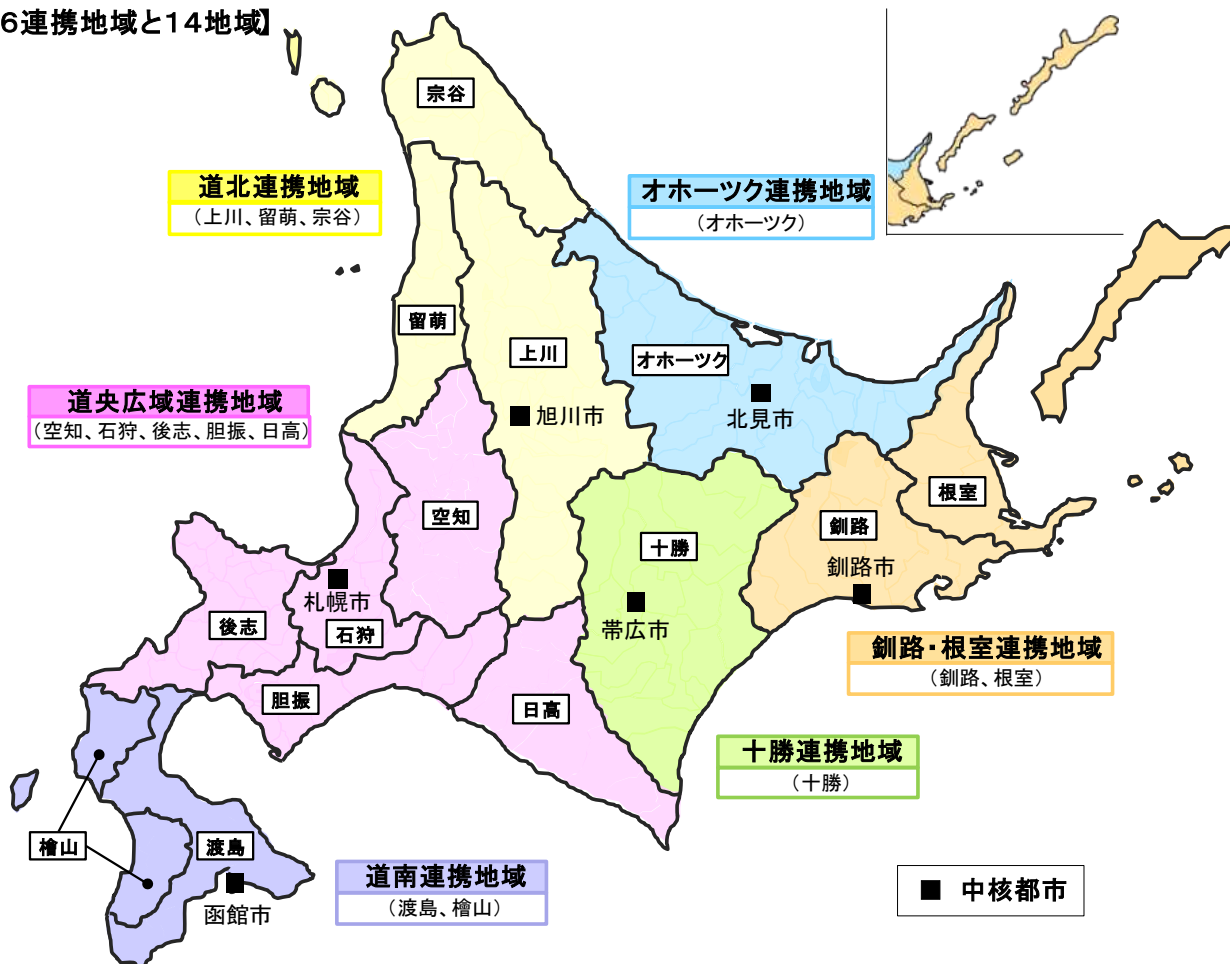 6連携地域と14地域】
宗谷
道北連携地域
(上川、留萌、宗谷)
オホーツク連携地域
(オホーツク)
留萌
上川
オホーツク
旭川市
北見市
道央広域連携地域
(空知、石狩、後志、胆振、日高)
空知
根室
釧路
釧路市
十勝
帯広市
札幌市
石狩
後志
釧路・根室連携地域
(釧路、根室)
胆振
日高
十勝連携地域
(十勝)
檜山
渡島
函館市
道南連携地域
(渡島、檜山)
■ 中核都市